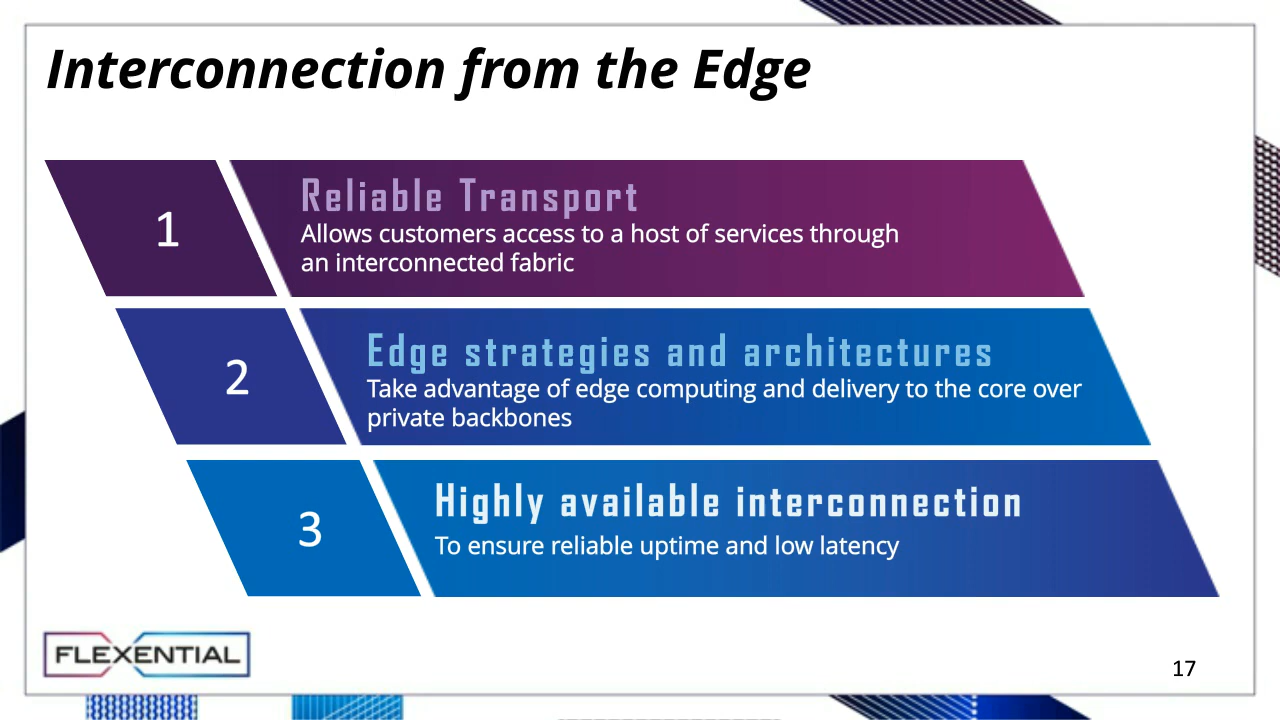 Interconnection from the Edge
1
Reliable Transport
Allows customers access to a host of services through
an interconnected fabric
2
Edge strategies and architectures
Take advantage of edge computing and delivery to the core over
private backbones
3
Highly available interconnection
To ensure reliable uptime and low latency
FLEXENTIAL
17